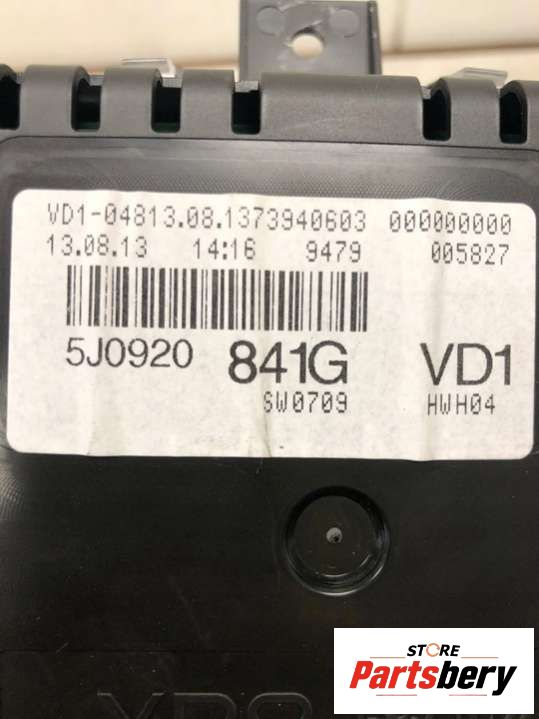 VD1-04813.08.1373940603 000000000
13.08.13 14:16 9479 005827
5J0920 841G VD1
SW0709 HWH04
STORE
Partsbery